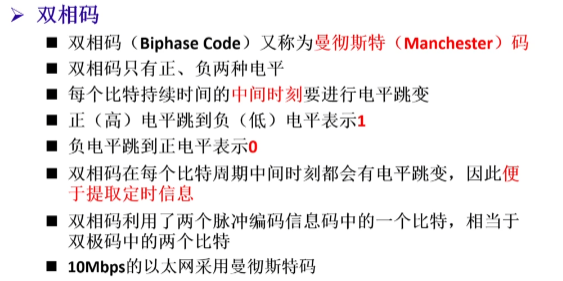 双相码
双相码（Biphase Code）又称为曼彻斯特（Manchester）码
双相码只有正、负两种电平
每个比特持续时间的中间时刻要进行电平跳变
正（高）电平跳到负（低）电平表示1
负电平跳到正电平表示0
双相码在每个比特周期中间时刻都会有电平跳变，因此便
于提取定时信息
双相码利用了两个脉冲编码信息码中的一个比特，相当于
双极码中的两个比特
10Mbps的以太网采用曼彻斯特码